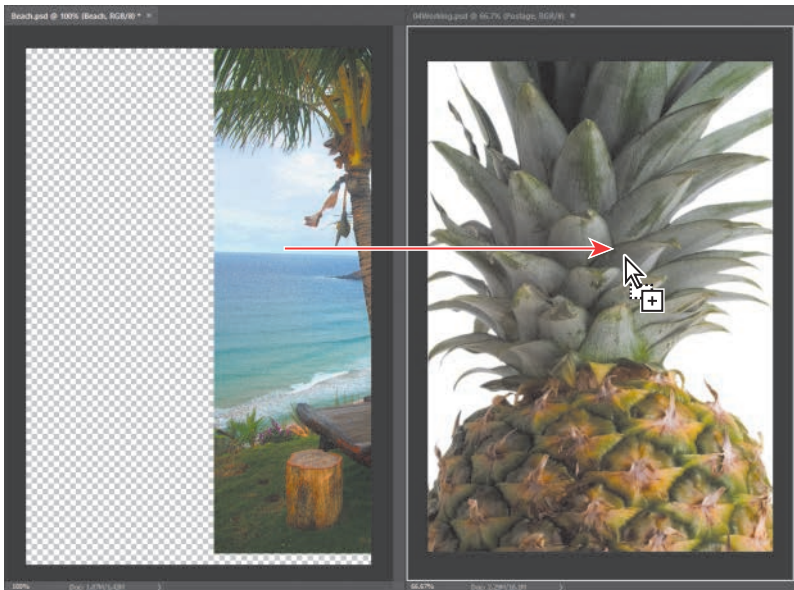 Beach.psd @ 100% (Beach, RGB/8) *
04Working.psd @ 66.7% (Postage, RGB/8)
100%
66.67%